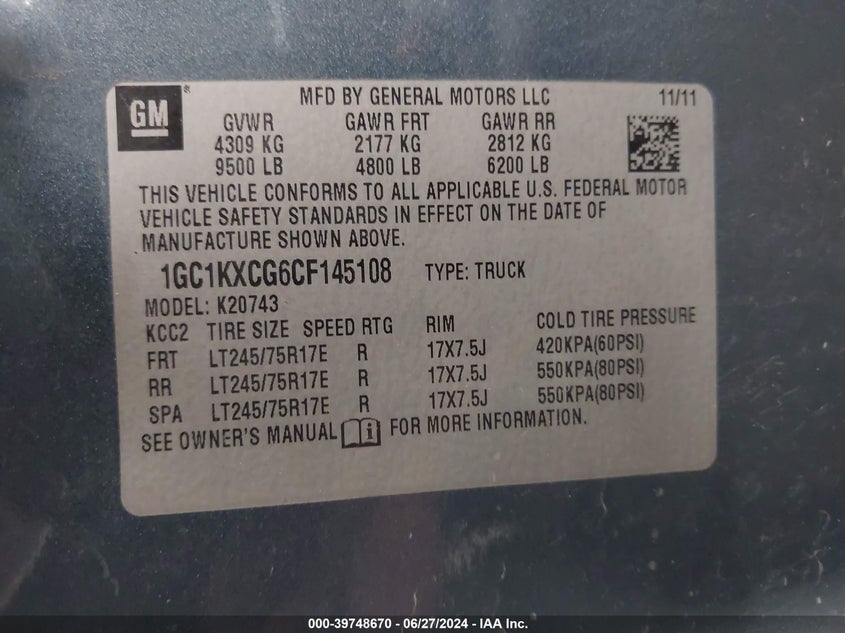 GM
MFD BY GENERAL MOTORS LLC 11/11
GVWR GAWR FRT GAWR RR
4309 KG 2177 KG 2812 KG
9500 LB 4800 LB 6200 LB
THIS VEHICLE CONFORMS TO ALL APPLICABLE U.S. FEDERAL MOTOR
VEHICLE SAFETY STANDARDS IN EFFECT ON THE DATE OF
MANUFACTURE SHOWN ABOVE.
1GC1KXCG6CF145108 TYPE: TRUCK
MODEL: K20743
KCC2 TIRE SIZE SPEED RTG RIM COLD TIRE PRESSURE
FRT LT245/75R17E R 17X7.5J 420KPA(60PSI)
RR LT245/75R17E R 17X7.5J 550KPA(80PSI)
SPA LT245/75R17E R 17X7.5J 550KPA(80PSI)
SEE OWNER'S MANUAL i FOR MORE INFORMATION.
000-39748670 - 06/27/2024 - IAA Inc.